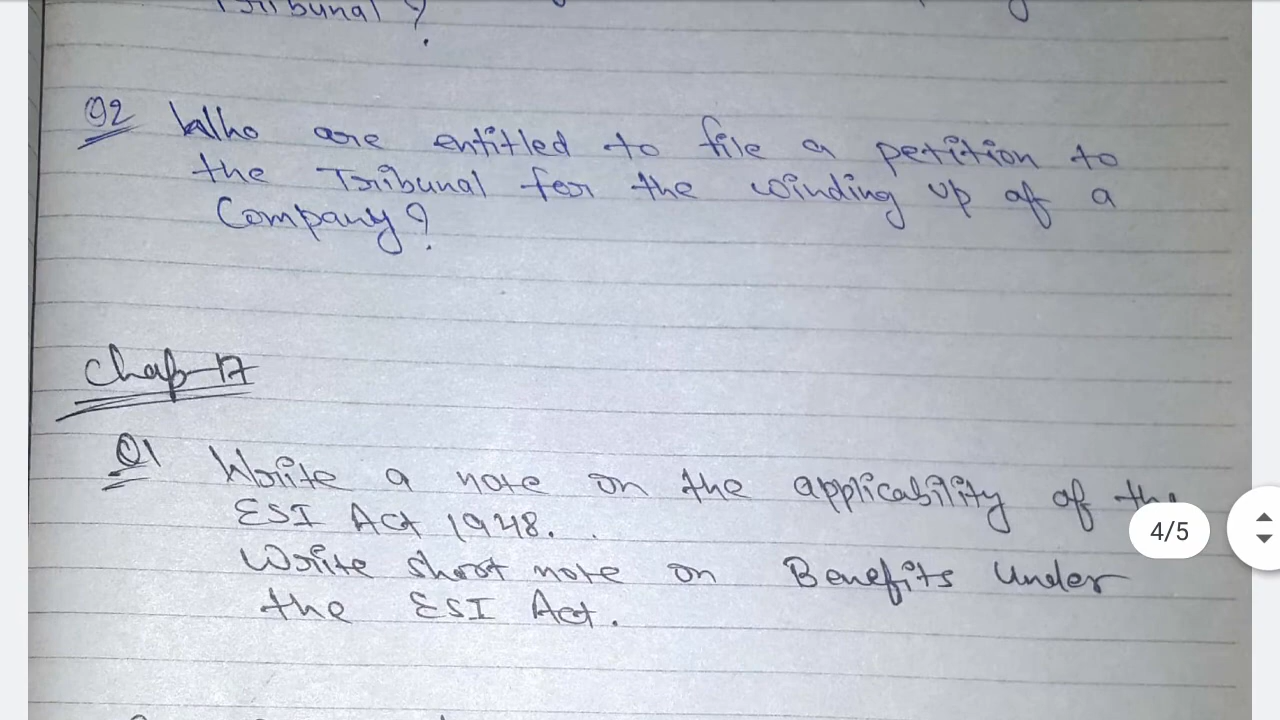 Tribunal ?
Q2 Who are entitled to file a petition to
the Tribunal for the winding up of a
Company?
Chap-17
Q1 Write a note on the applicability of the
ESI Act 1948.
Write short note on Benefits under
the ESI Act.
4/5